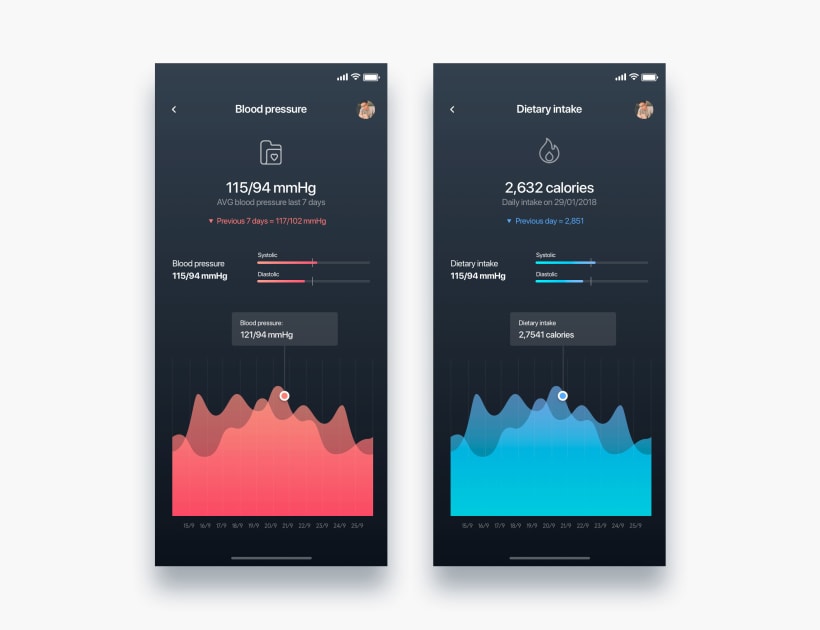 Blood pressure
115/94 mmHg
AVG blood pressure last 7 days
Previous 7 days = 117/102 mmHg
Blood pressure
115/94 mmHg
Systolic
Diastolic
Blood pressure:
121/94 mmHg
15/9 16/9 17/9 18/9 19/9 20/9 21/9 22/9 23/9 24/9 25/9
Dietary intake
2,632 calories
Daily intake on 29/01/2018
Previous day = 2,851
Dietary intake
115/94 mmHg
Systolic
Diastolic
Dietary intake
2,7541 calories
15/9 16/9 17/9 18/9 19/9 20/9 21/9 22/9 23/9 24/9 25/9